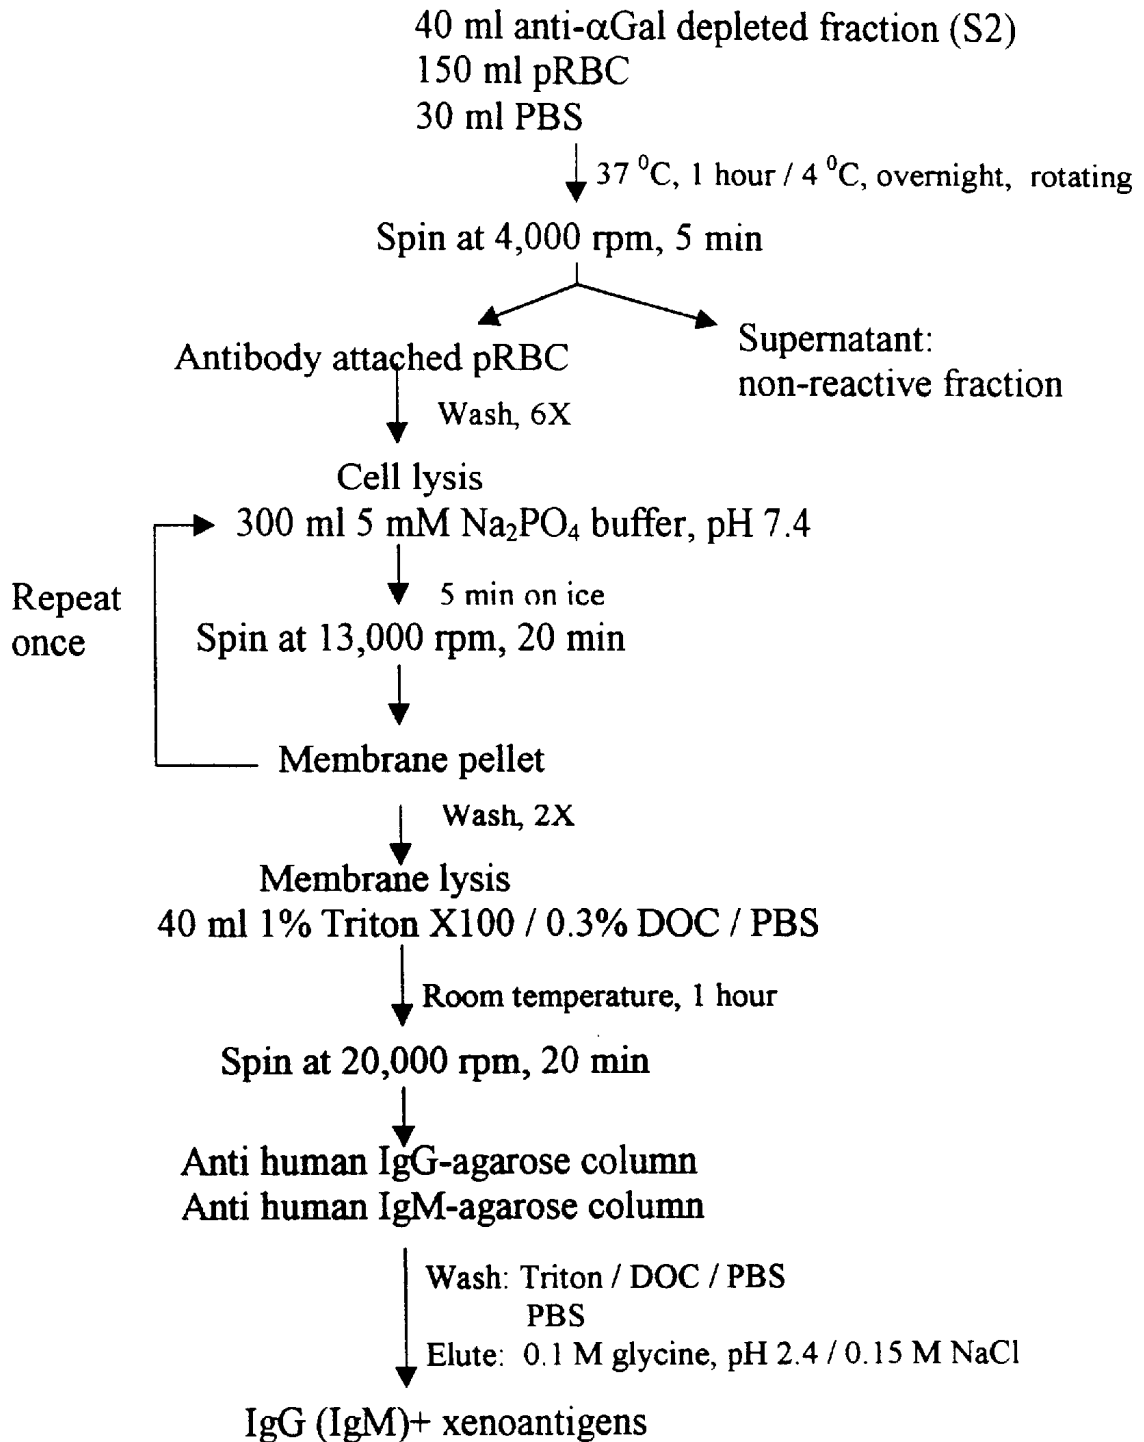 40 ml anti-αGal depleted fraction (S2)
150 ml pRBC
30 ml PBS
37 ⁰C, 1 hour / 4 ⁰C, overnight, rotating
Spin at 4,000 rpm, 5 min
Antibody attached pRBC
Supernatant:
non-reactive fraction
Wash, 6X
Cell lysis
300 ml 5 mM Na₂PO₄ buffer, pH 7.4
Repeat
once
5 min on ice
Spin at 13,000 rpm, 20 min
Membrane pellet
Wash, 2X
Membrane lysis
40 ml 1% Triton X100 / 0.3% DOC / PBS
Room temperature, 1 hour
Spin at 20,000 rpm, 20 min
Anti human IgG-agarose column
Anti human IgM-agarose column
Wash: Triton / DOC / PBS
PBS
Elute: 0.1 M glycine, pH 2.4 / 0.15 M NaCl
IgG (IgM)+ xenoantigens